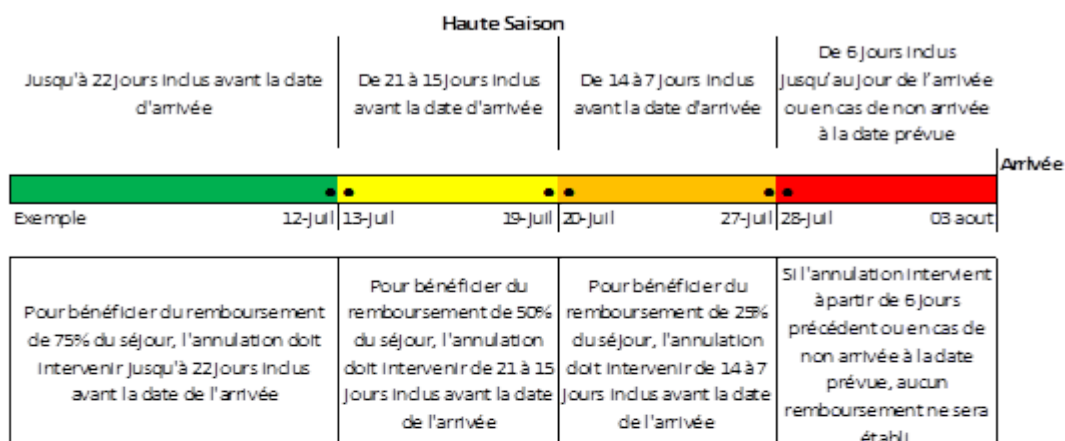 Haute Saison
Jusqu'à 22 Jours Inclus avant la date
d'arrivée
De 21 à 15 Jours Inclus
avant la date d'arrivée
De 14 à 7 Jours Inclus
avant la date d'arrivée
De 6 Jours Inclus
Jusqu'au Jour de l'arrivée
ou en cas de non arrivée
à la date prévue
Arrivée
Exemple 12-Juil 13-Juil 19-Juil 20-Juil 27-Juil 28-Juil 03 aout
Pour bénéficier du remboursement
de 75% du séjour, l'annulation doit
Intervenir Jusqu'à 22 Jours Inclus
avant la date de l'arrivée
Pour bénéficier du
remboursement de 50%
du séjour, l'annulation
doit Intervenir de 21 à 15
Jours Inclus avant la date
de l'arrivée
Pour bénéficier du
remboursement de 25%
du séjour, l'annulation
doit Intervenir de 14 à 7
Jours Inclus avant la date
de l'arrivée
Si l'annulation Intervient
à partir de 6 Jours
précédent ou en cas de
non arrivée à la date
prévue, aucun
remboursement ne sera
établi